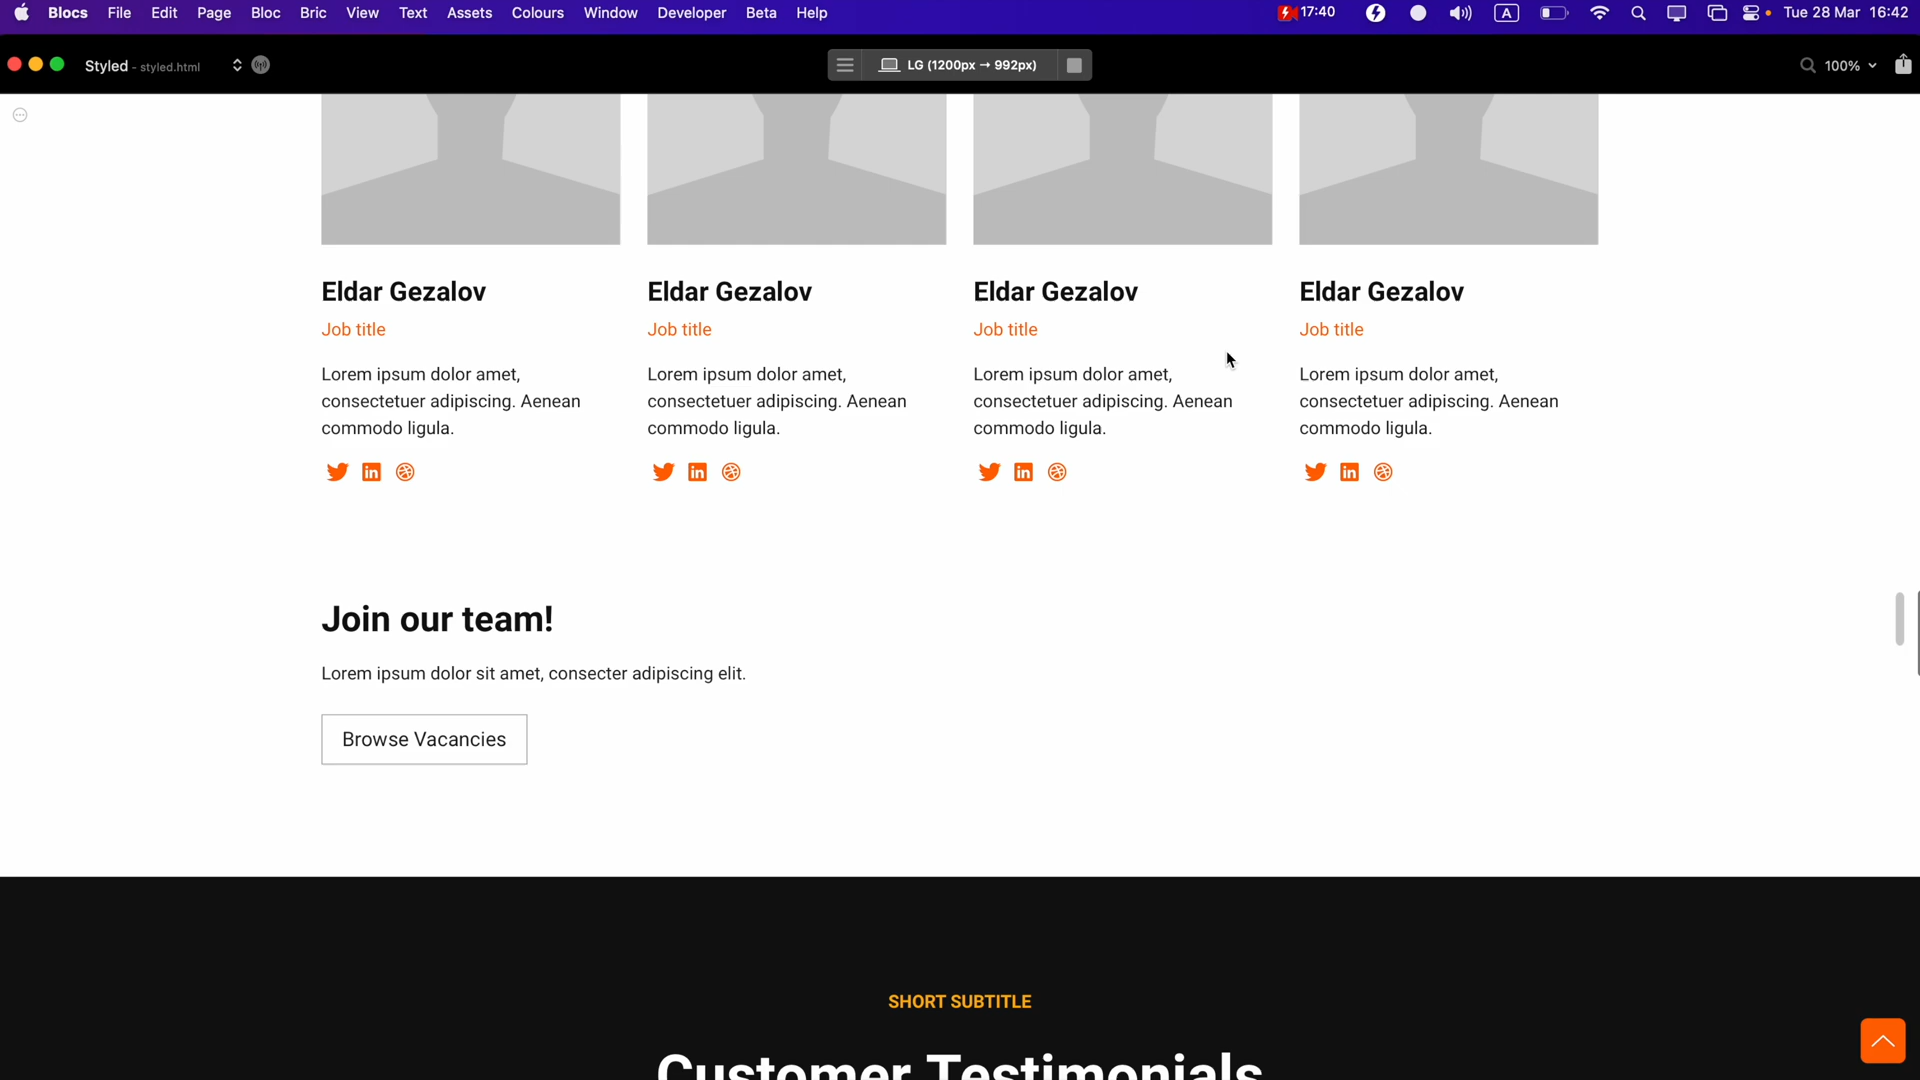 Blocs File Edit Page Bloc Bric View Text Assets Colours Window Developer Beta Help 17:40 A Tue 28 Mar 16:42
Styled - styled.html LG (1200px → 992px) 100%
Eldar Gezalov Eldar Gezalov Eldar Gezalov Eldar Gezalov
Job title Job title Job title Job title
Lorem ipsum dolor amet, Lorem ipsum dolor amet, Lorem ipsum dolor amet, Lorem ipsum dolor amet,
consectetuer adipiscing. Aenean consectetuer adipiscing. Aenean consectetuer adipiscing. Aenean consectetuer adipiscing. Aenean
commodo ligula. commodo ligula. commodo ligula. commodo ligula.
Join our team!
Lorem ipsum dolor sit amet, consecter adipiscing elit.
Browse Vacancies
SHORT SUBTITLE
Customer Testimonials